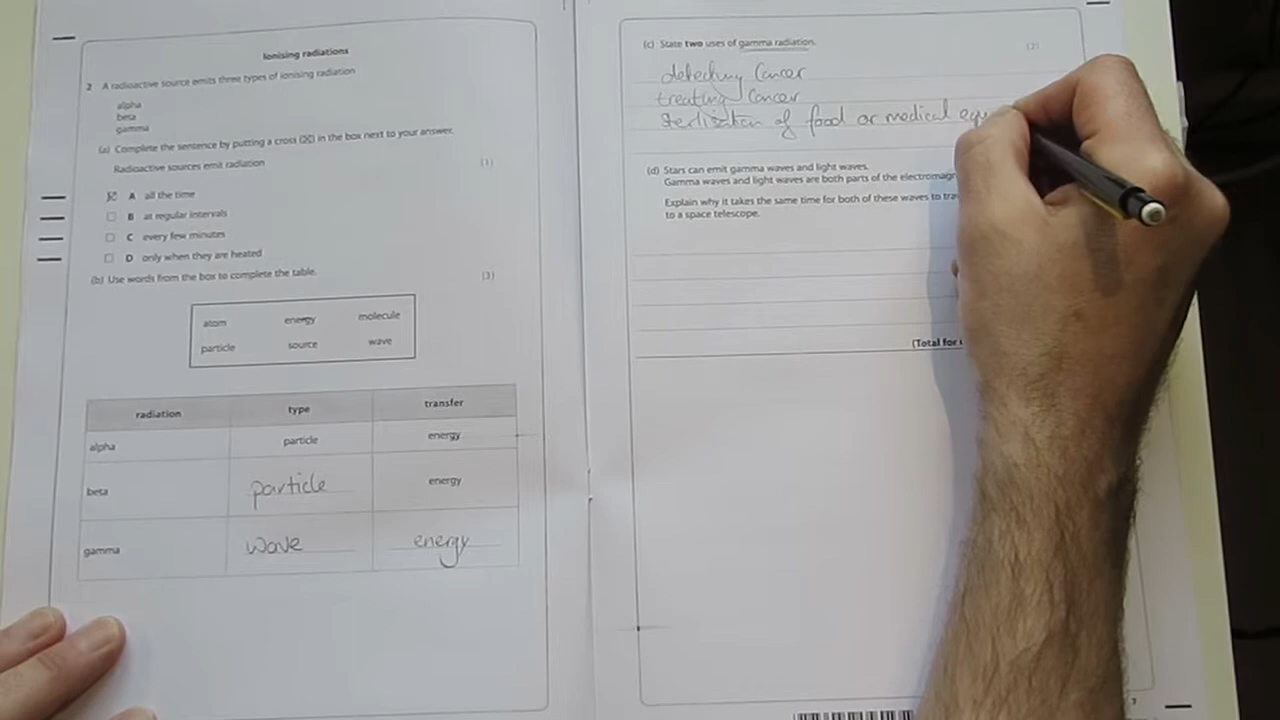 Ionising radiations
2 A radioactive source emits three types of ionising radiation
alpha
beta
gamma
(a) Complete the sentence by putting a cross (☒) in the box next to your answer.
(1)
Radioactive sources emit radiation
A all the time
B at regular intervals
C every few minutes
D only when they are heated
(b) Use words from the box to complete the table.
(3)
atom energy molecule
particle source wave
radiation type transfer
alpha particle energy
beta particle energy
gamma wave energy
(c) State two uses of gamma radiation.
(2)
detecting Cancer
treating Cancer
Sterlisation of food or medical equ
(d) Stars can emit gamma waves and light waves.
Gamma waves and light waves are both parts of the electromagn
Explain why it takes the same time for both of these waves to tra
to a space telescope.
(Total for
7